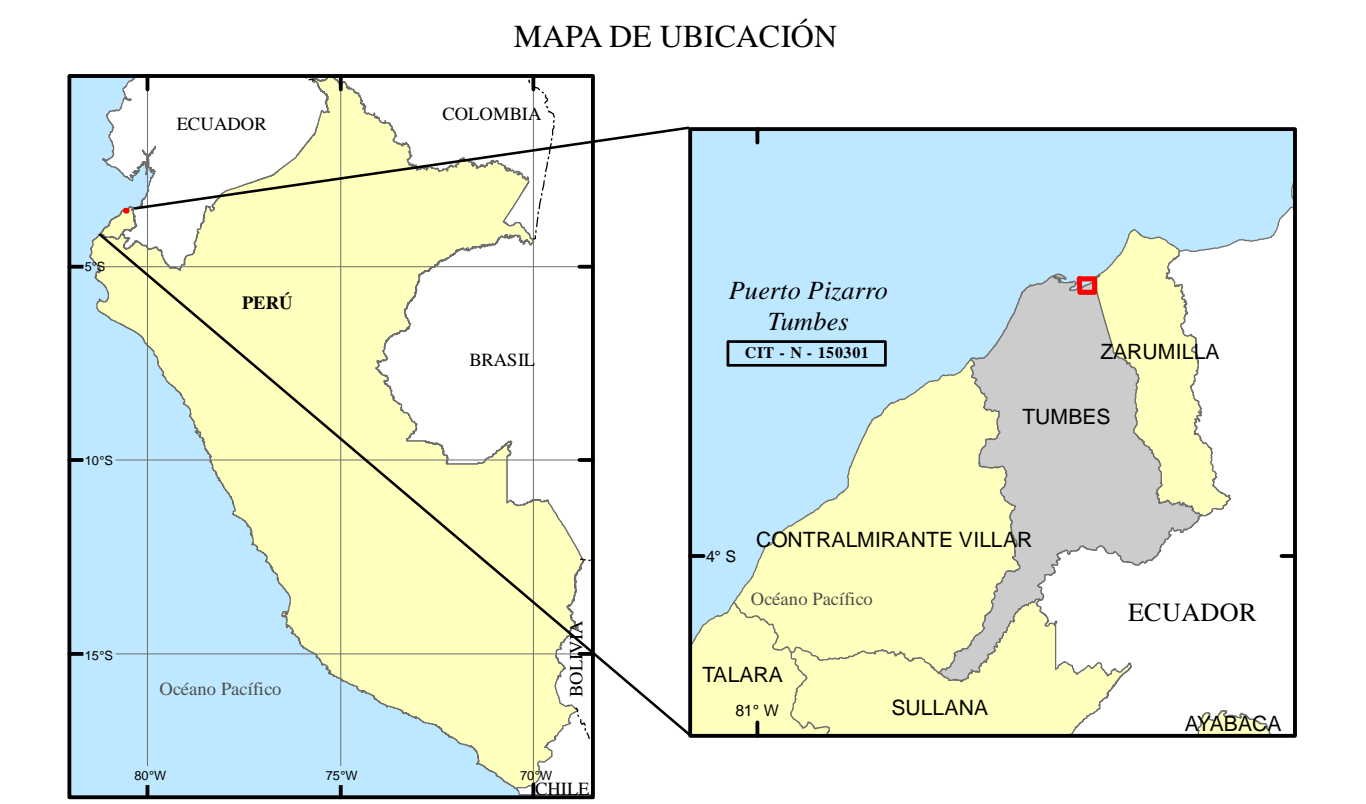 MAPA DE UBICACIÓN
ECUADOR
COLOMBIA
5°S
PERÚ
BRASIL
10°S
15°S
BOLIVIA
Océano Pacífico
80°W
75°W
70°W
CHILE
Puerto Pizarro
Tumbes
CIT - N - 150301
ZARUMILLA
TUMBES
CONTRALMIRANTE VILLAR
4° S
Océano Pacífico
ECUADOR
TALARA
81° W
SULLANA
AYABACA